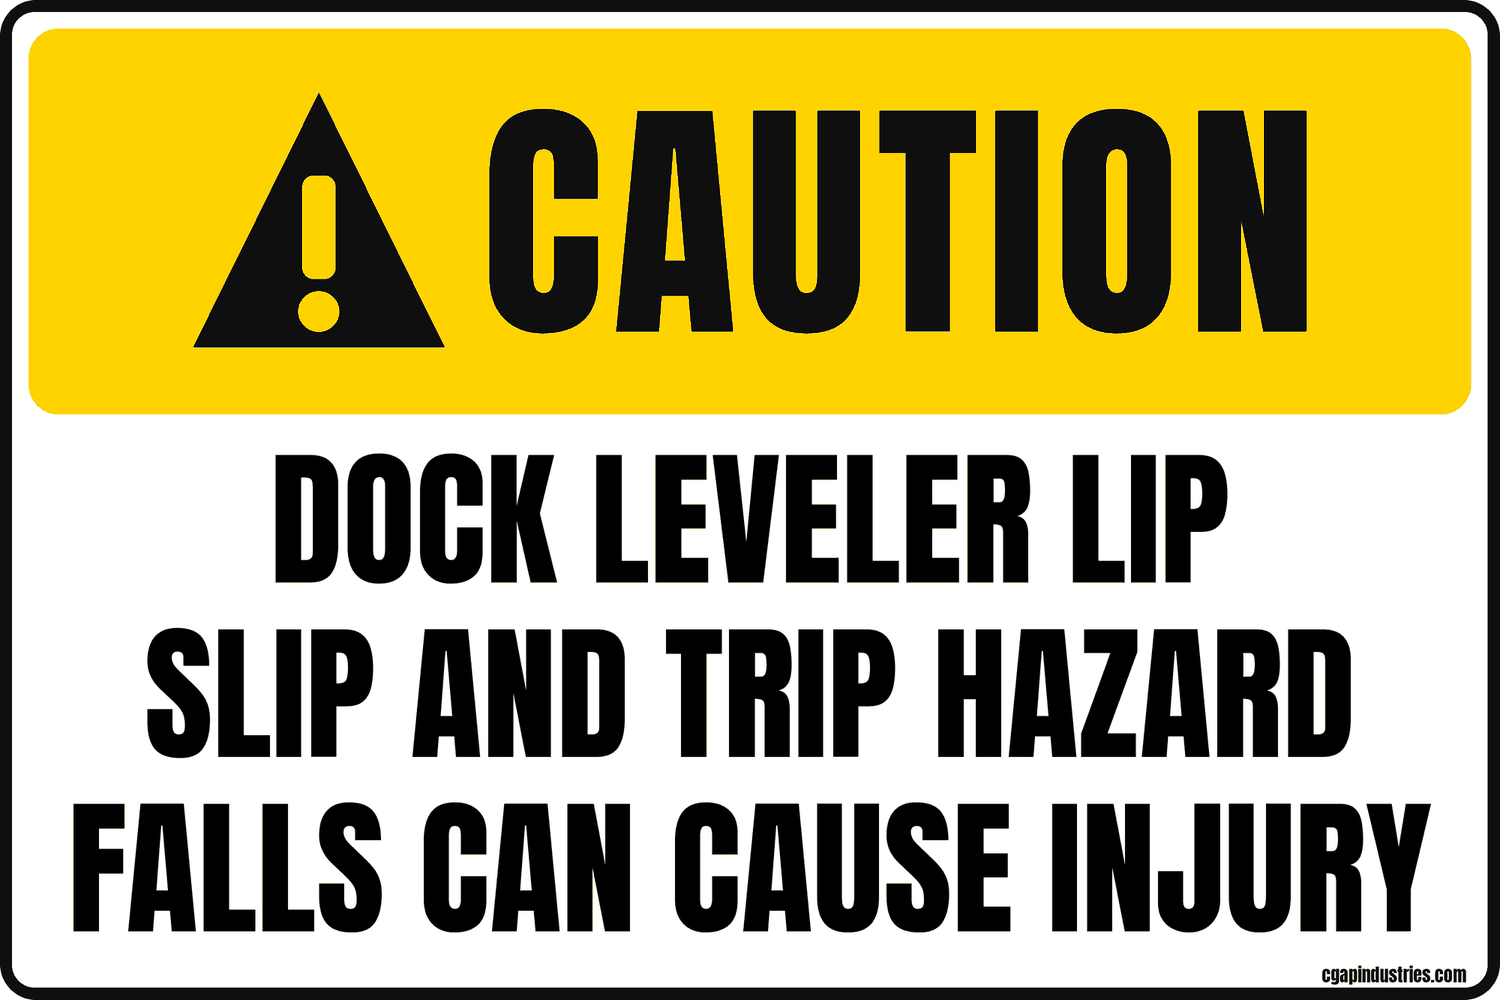 CAUTION
DOCK LEVELER LIP
SLIP AND TRIP HAZARD
FALLS CAN CAUSE INJURY
cgapindustries.com